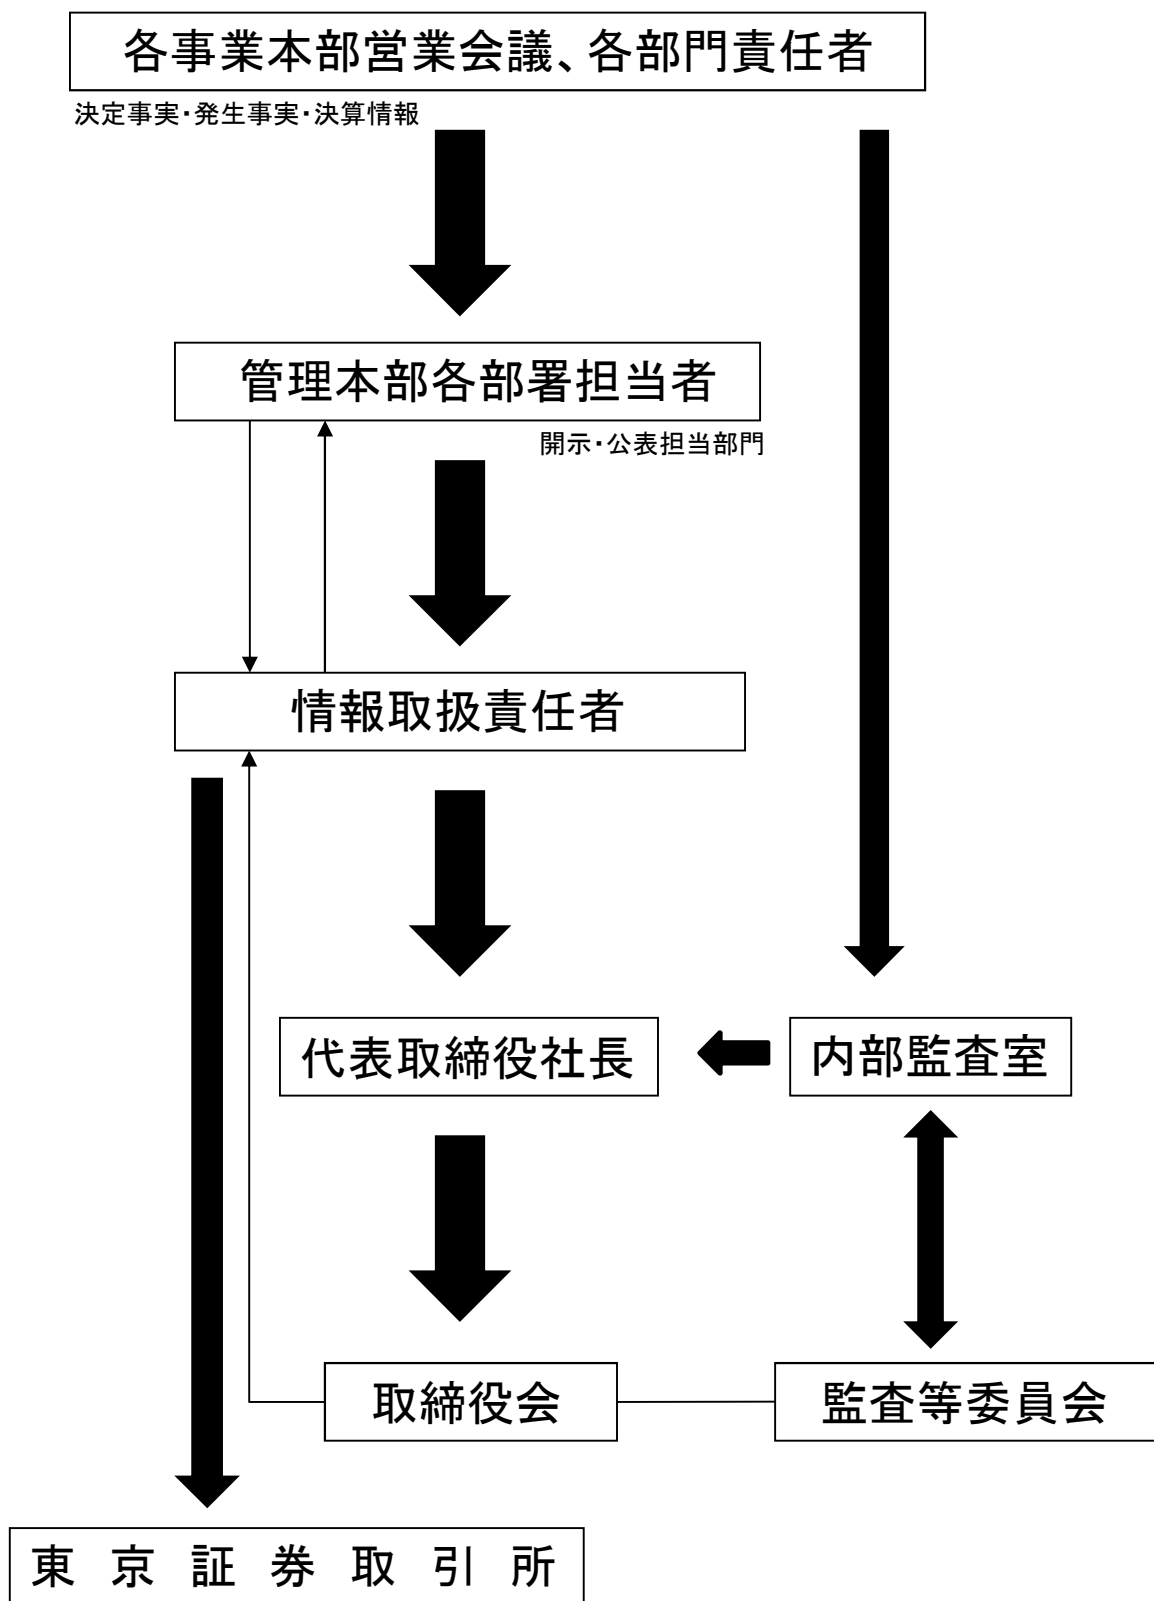 各事業本部営業会議、各部門責任者
決定事実・発生事実・決算情報
管理本部各部署担当者
開示・公表担当部門
情報取扱責任者
代表取締役社長
内部監査室
取締役会
監査等委員会
東京証券取引所